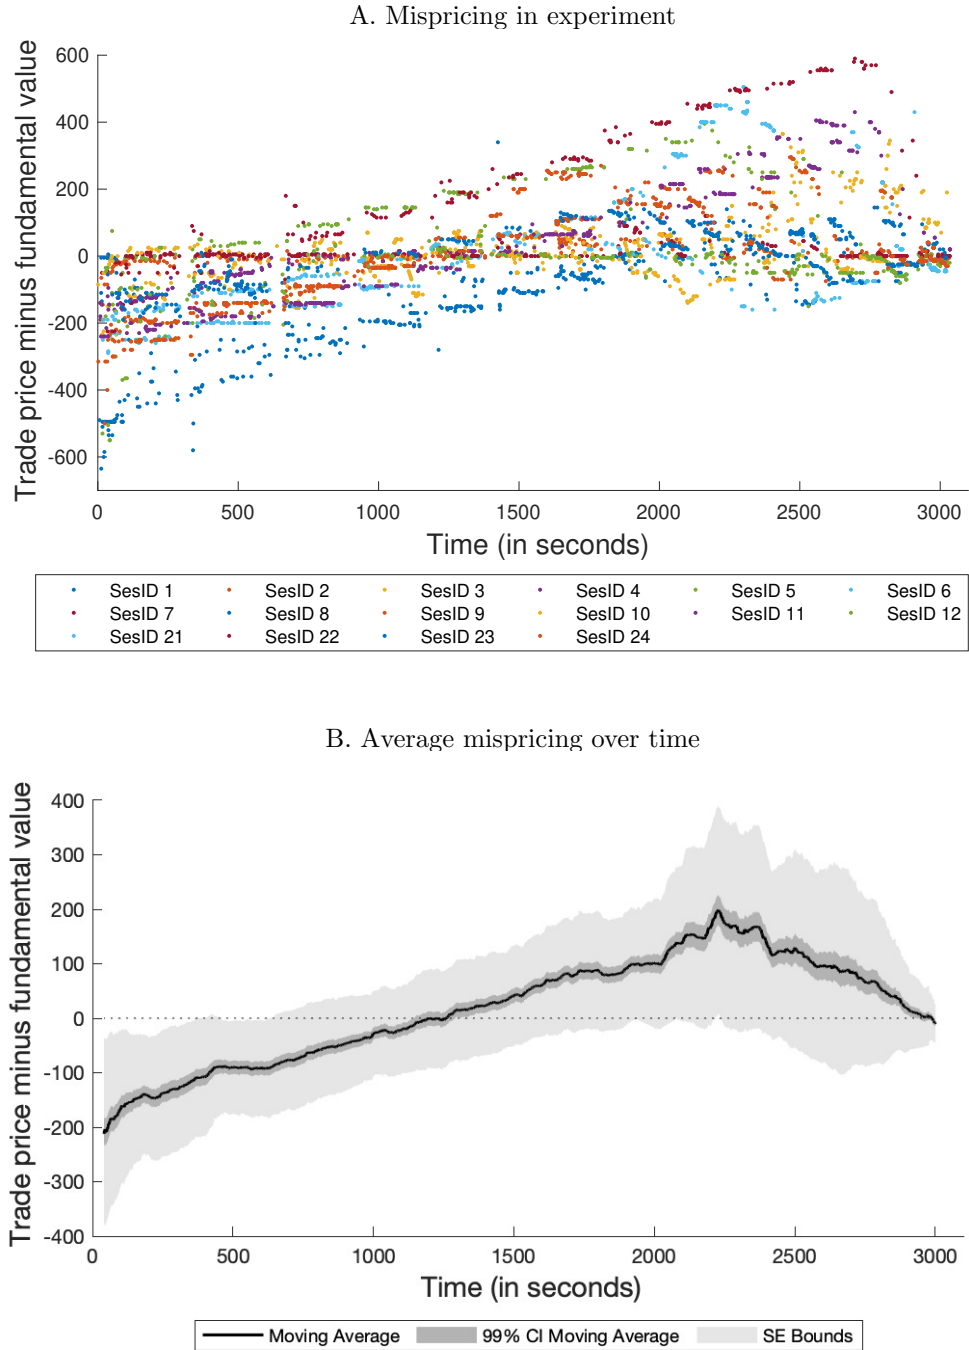 A. Mispricing in experiment
Trade price minus fundamental value
600
400
200
0
-200
-400
-600
0 500 1000 1500 2000 2500 3000
Time (in seconds)
SesID 1 SesID 2 SesID 3 SesID 4 SesID 5 SesID 6
SesID 7 SesID 8 SesID 9 SesID 10 SesID 11 SesID 12
SesID 21 SesID 22 SesID 23 SesID 24
B. Average mispricing over time
Trade price minus fundamental value
400
300
200
100
0
-100
-200
-300
-400
0 500 1000 1500 2000 2500 3000
Time (in seconds)
Moving Average 99% CI Moving Average SE Bounds